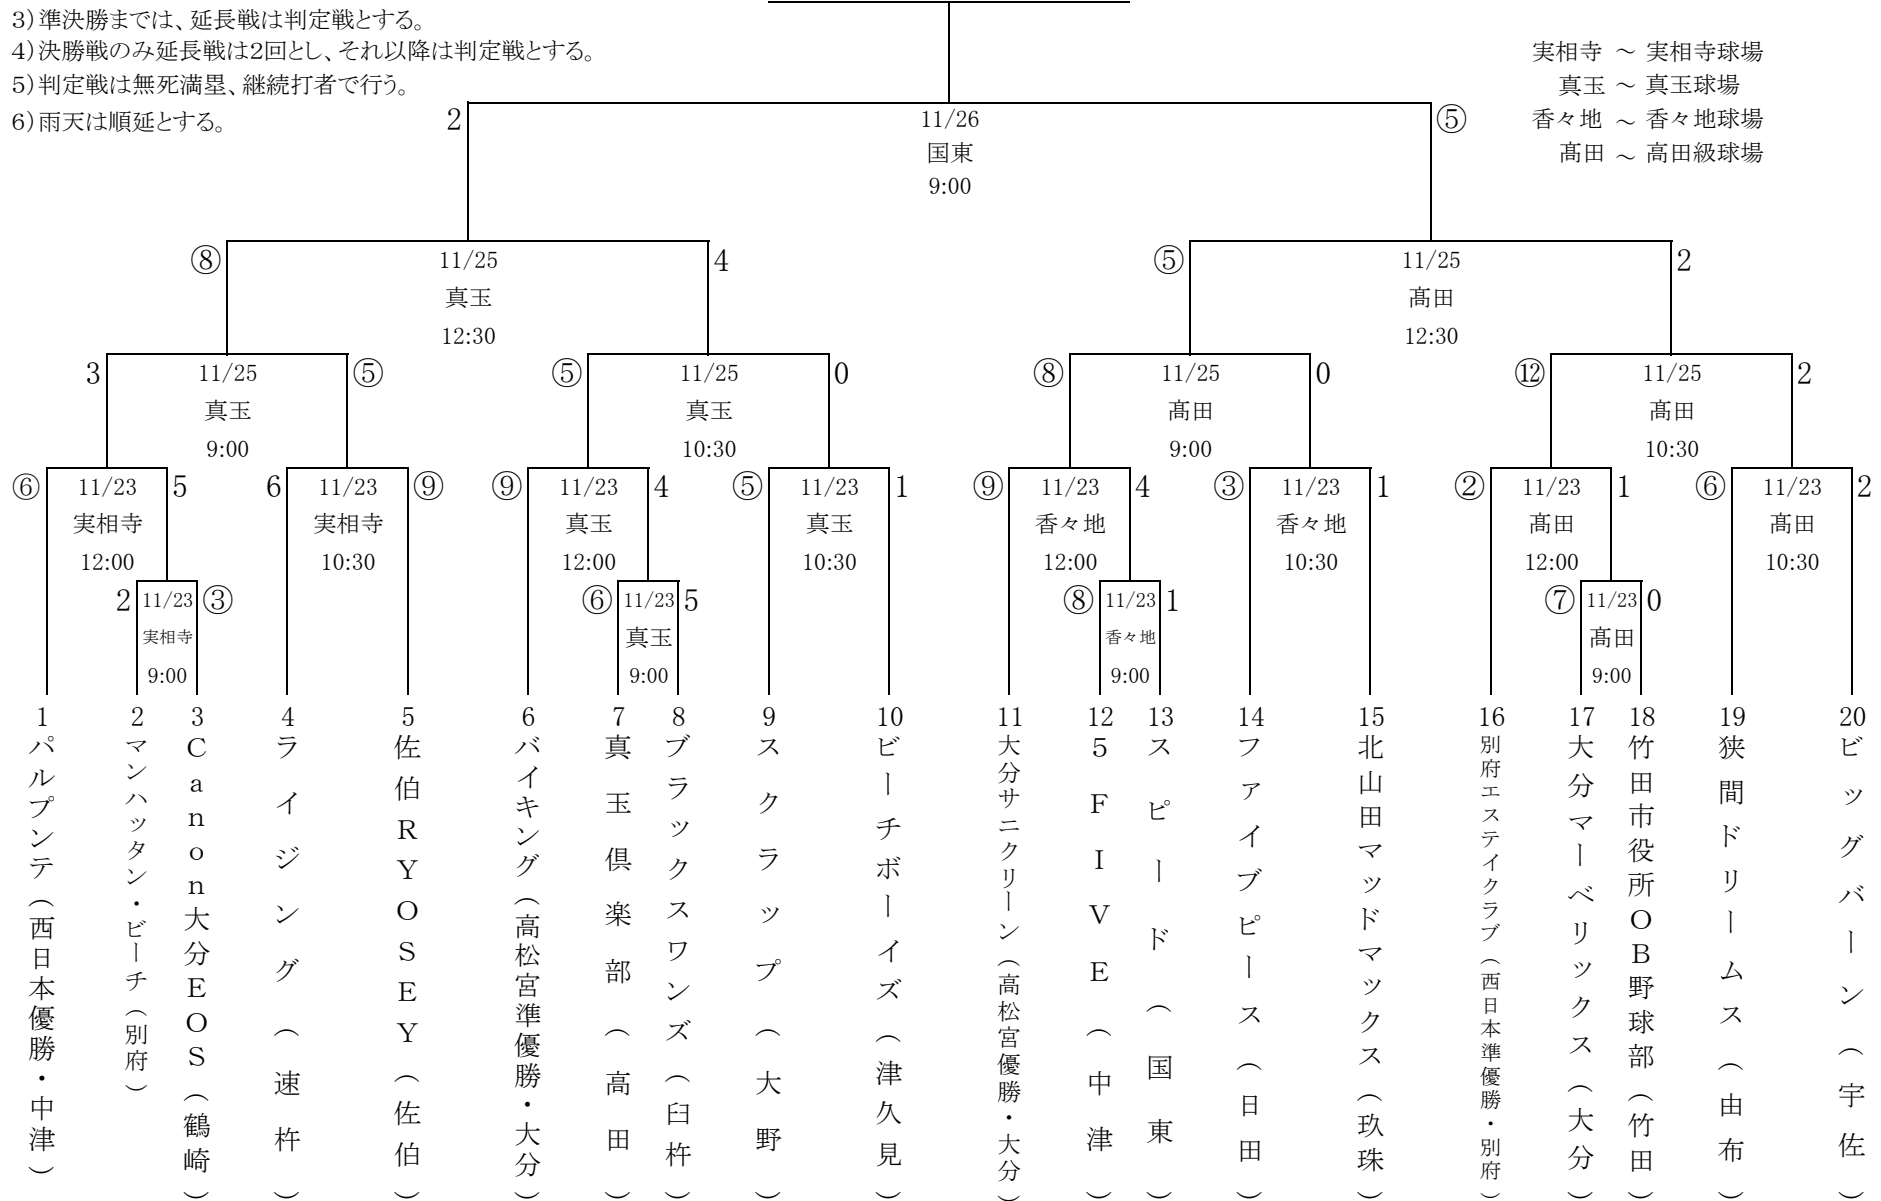 3)準決勝までは、延長戦は判定戦とする。
4)決勝戦のみ延長戦は2回とし、それ以降は判定戦とする。
5)判定戦は無死満塁、継続打者で行う。
6)雨天は順延とする。
実相寺 ～ 実相寺球場
真玉 ～ 真玉球場
香々地 ～ 香々地球場
髙田 ～ 高田級球場
2 11/26 ⑤
国東
9:00
⑧ 11/25 4 ⑤ 11/25 2
真玉 髙田
12:30 12:30
3 11/25 ⑤ ⑤ 11/25 0 ⑧ 11/25 0 ⑫ 11/25 2
真玉 真玉 髙田 髙田
9:00 10:30 9:00 10:30
⑥ 11/23 5 6 11/23 ⑨ ⑨ 11/23 4 ⑤ 11/23 1 ⑨ 11/23 4 ③ 11/23 1 ② 11/23 1 ⑥ 11/23 2
実相寺 実相寺 真玉 真玉 香々地 香々地 髙田 髙田
12:00 10:30 12:00 10:30 12:00 10:30 12:00 10:30
2 11/23 ③ ⑥ 11/23 5 ⑧ 11/23 1 ⑦ 11/23 0
実相寺 真玉 香々地 髙田
9:00 9:00 9:00 9:00
1 パルプンテ(西日本優勝・中津)
2 マンハッタン・ビーチ(別府)
3 Canon大分EOS(鶴崎)
4 ライジング(速杵)
5 佐伯RYOSEY(佐伯)
6 バイキング(高松宮準優勝・大分)
7 真玉倶楽部(高田)
8 ブラックスワンズ(臼杵)
9 スクラップ(大野)
10 ビーチボーイズ(津久見)
11 大分サニクリーン(高松宮優勝・大分)
12 5FIVE(中津)
13 スピード(国東)
14 ファイブピース(日田)
15 北山田マッドマックス(玖珠)
16 別府エステイクラブ(西日本準優勝・別府)
17 大分マーベリックス(大分)
18 竹田市役所OB野球部(竹田)
19 狭間ドリームス(由布)
20 ビッグバーン(宇佐)